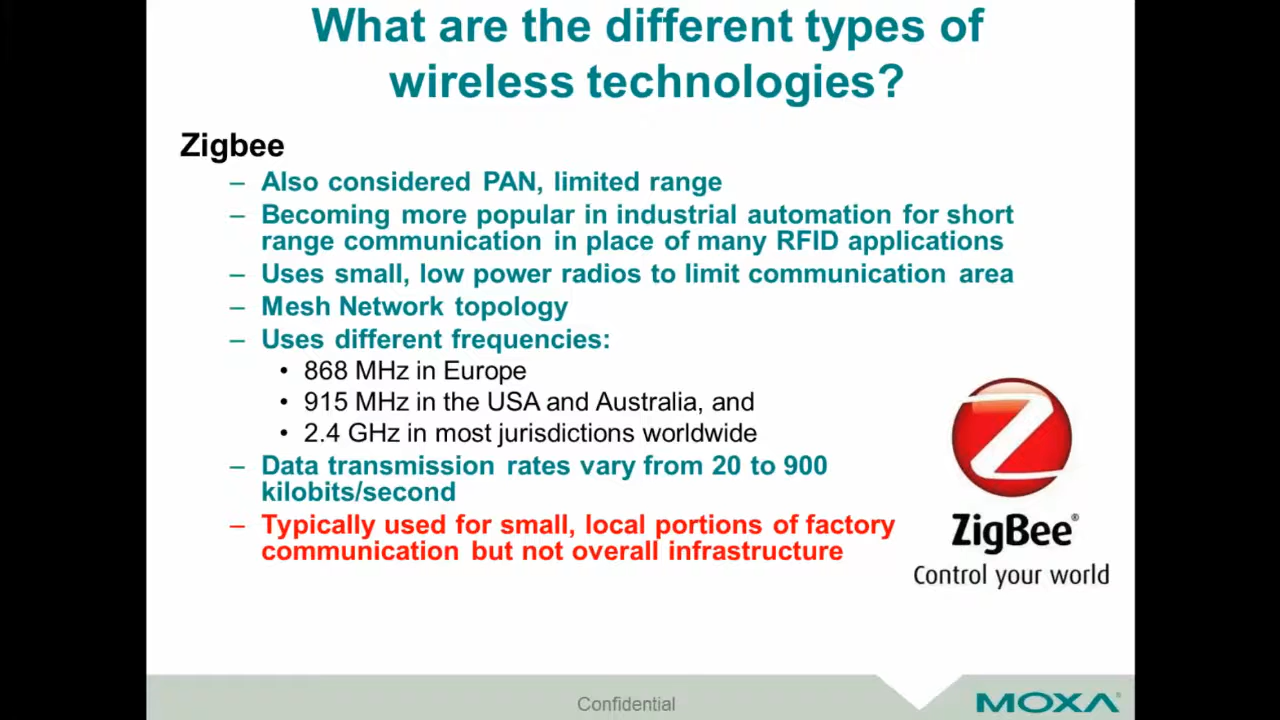 What are the different types of
wireless technologies?
Zigbee
– Also considered PAN, limited range
– Becoming more popular in industrial automation for short
range communication in place of many RFID applications
– Uses small, low power radios to limit communication area
– Mesh Network topology
– Uses different frequencies:
• 868 MHz in Europe
• 915 MHz in the USA and Australia, and
• 2.4 GHz in most jurisdictions worldwide
– Data transmission rates vary from 20 to 900
kilobits/second
– Typically used for small, local portions of factory
communication but not overall infrastructure
ZigBee®
Control your world
Confidential
MOXA®